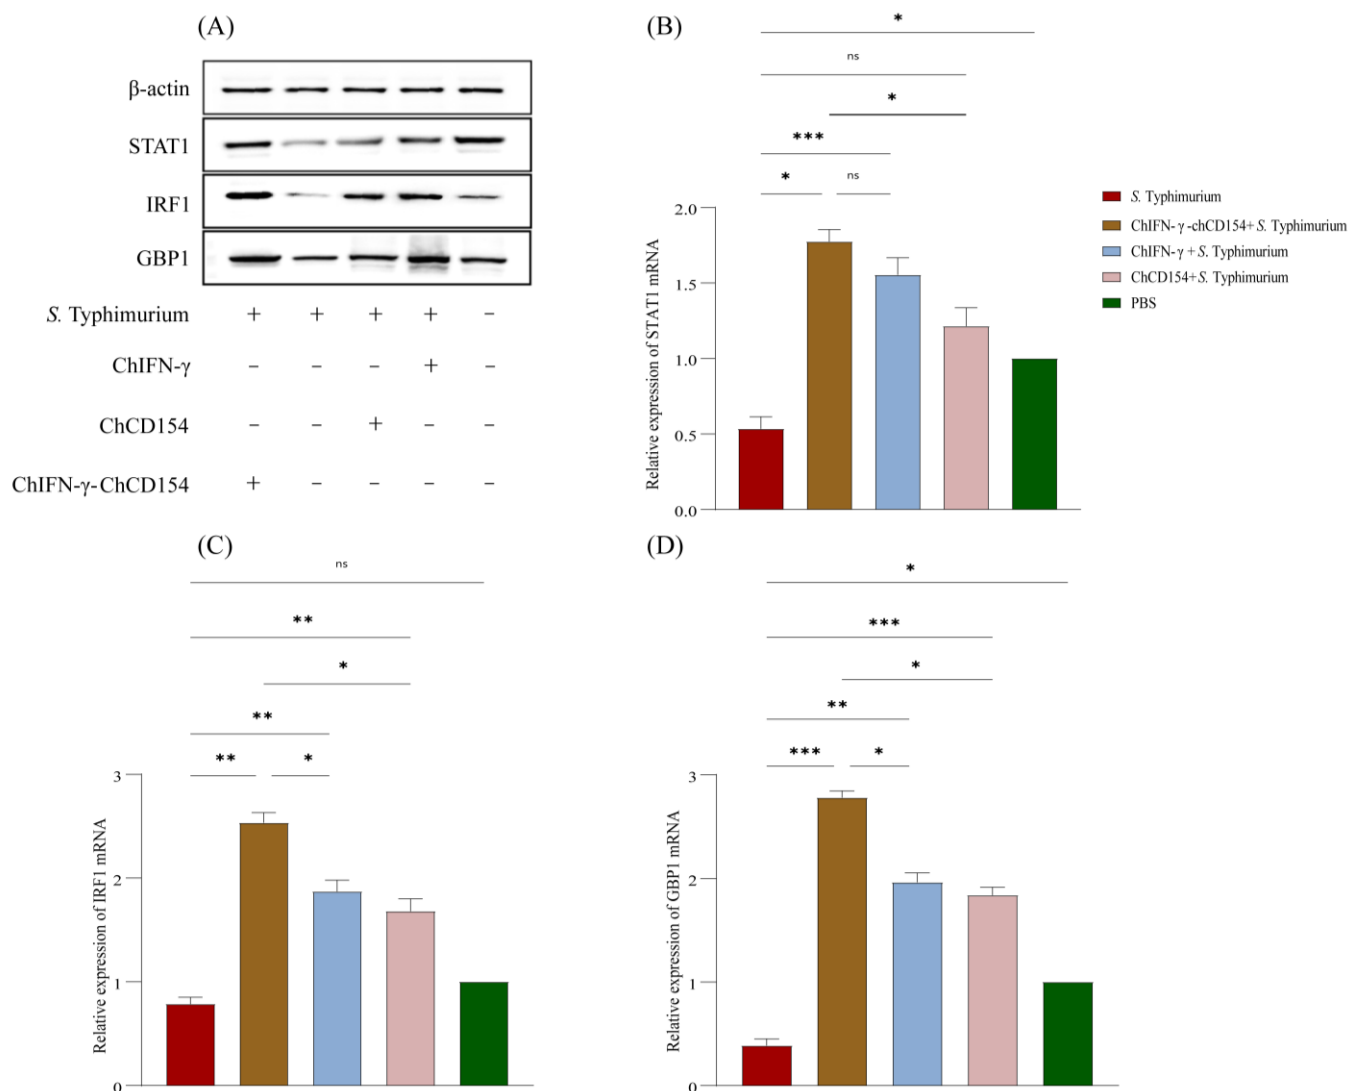 (A)
β-actin
STAT1
IRF1
GBP1
S. Typhimurium + + + + −
ChIFN-γ − − − + −
ChCD154 − − + − −
ChIFN-γ-ChCD154 + − − − −
(B)
*
ns
*
***
* ns
2.0
1.5
1.0
0.5
0.0
Relative expression of STAT1 mRNA
S. Typhimurium
ChIFN-γ-chCD154+S. Typhimurium
ChIFN-γ+S. Typhimurium
ChCD154+S. Typhimurium
PBS
(C)
ns
**
*
**
** *
3
2
1
0
Relative expression of IRF1 mRNA
(D)
*
***
*
**
*** *
3
2
1
0
Relative expression of GBP1 mRNA